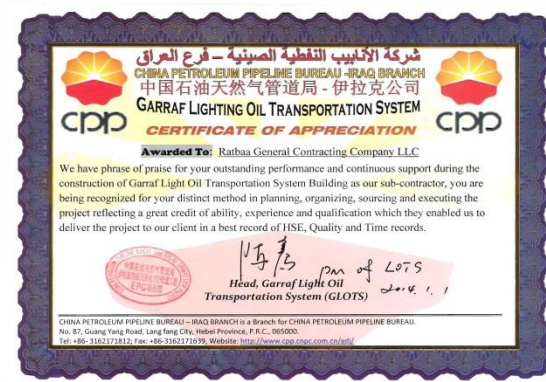 شركة الأنابيب النفطية الصينية – فرع العراق
CHINA PETROLEUM PIPELINE BUREAU -IRAQ BRANCH
中国石油天然气管道局 - 伊拉克公司
GARRAF LIGHTING OIL TRANSPORTATION SYSTEM
cpp
cpp
CERTIFICATE OF APPRECIATION
Awarded To: Ratbaa General Contracting Company LLC
We have phrase of praise for your outstanding performance and continuous support during the
construction of Garraf Light Oil Transportation System Building as our sub-contractor, you are
being recognized for your distinct method in planning, organizing, sourcing and executing the
project reflecting a great credit of ability, experience and qualification which they enabled us to
deliver the project to our client in a best record of HSE, Quality and Time records.
pm of LOTS
2014. 1. 1
Head, Garraf Light Oil
Transportation System (GLOTS)
CHINA PETROLEUM PIPELINE BUREAU – IRAQ BRANCH is a Branch for CHINA PETROLEUM PIPELINE BUREAU.
No. 87, Guang Yang Road, Lang fang City, Hebei Province, P.R.C., 065000.
Tel: +86- 3162171812; Fax: +86-3162171639, Website: http://www.cpp.cnpc.com.cn/gdj/